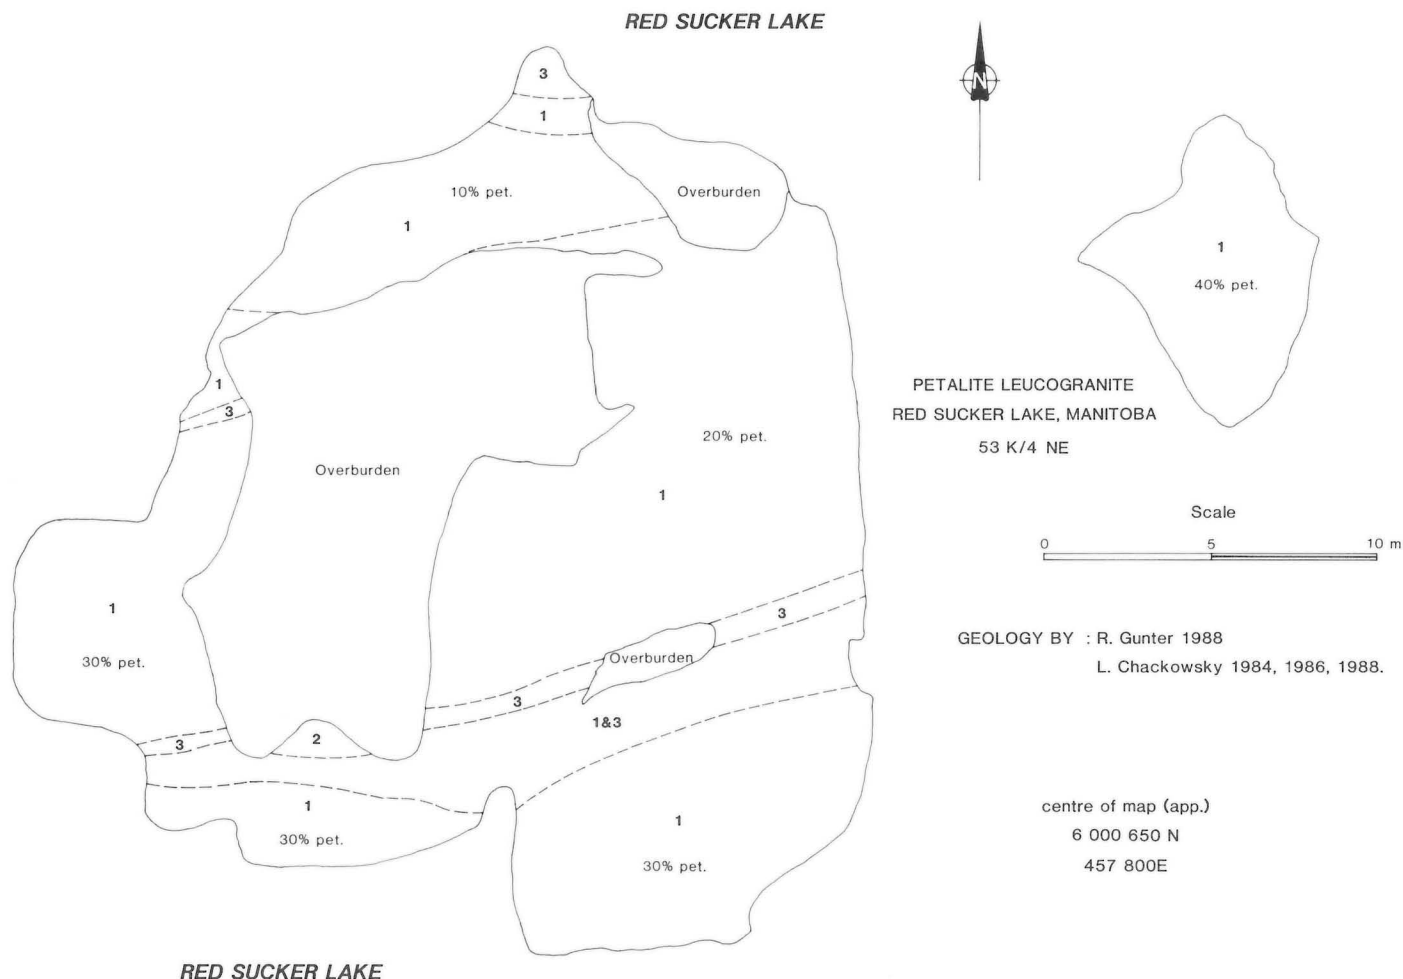 RED SUCKER LAKE
N
3
1
10% pet.
Overburden
1
1
40% pet.
1
3
PETALITE LEUCOGRANITE
RED SUCKER LAKE, MANITOBA
53 K/4 NE
20% pet.
Overburden
1
Scale
0 5 10 m
1
30% pet.
3
Overburden
GEOLOGY BY : R. Gunter 1988
L. Chackowsky 1984, 1986, 1988.
3
1&3
3
2
1
30% pet.
1
30% pet.
centre of map (app.)
6 000 650 N
457 800E
RED SUCKER LAKE